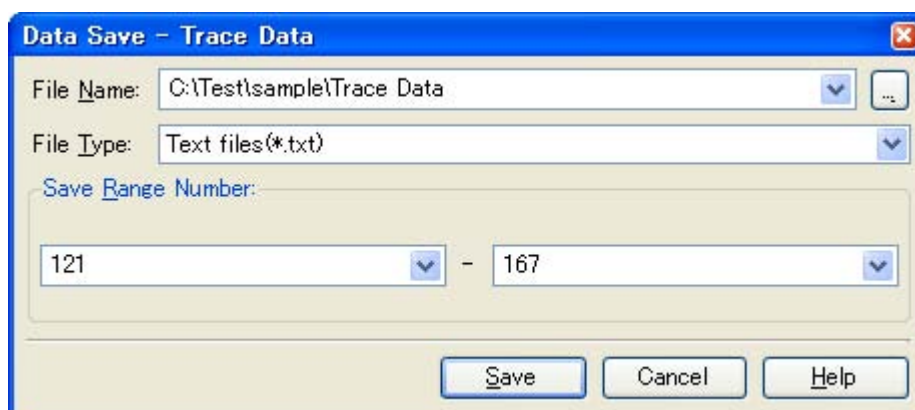 Data Save - Trace Data
File Name: C:\Test\sample\Trace Data ...
File Type: Text files(*.txt)
Save Range Number:
121 - 167
Save Cancel Help